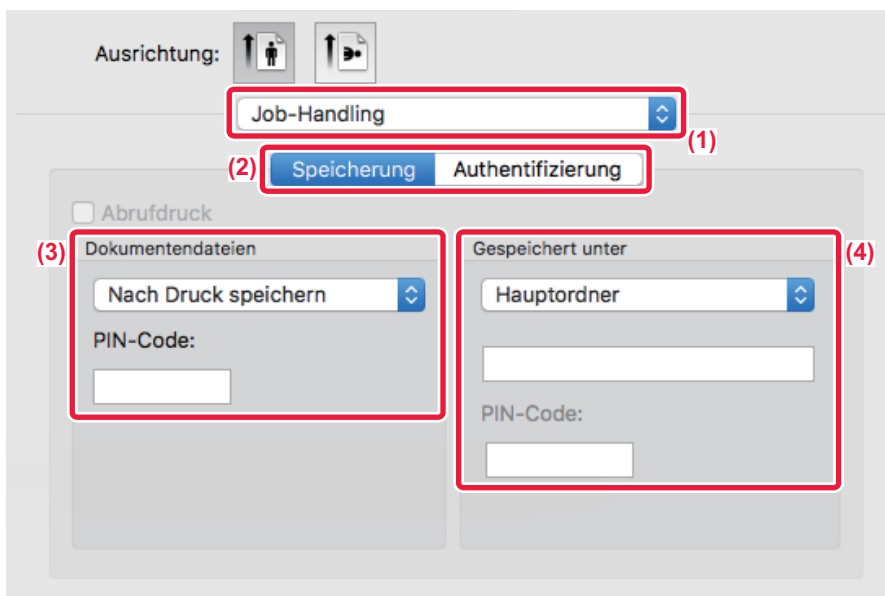 Ausrichtung:
Job-Handling
(1)
(2)
Speicherung Authentifizierung
Abrufdruck
(3)
Dokumentendateien
Nach Druck speichern
PIN-Code:
Gespeichert unter
(4)
Hauptordner
PIN-Code: